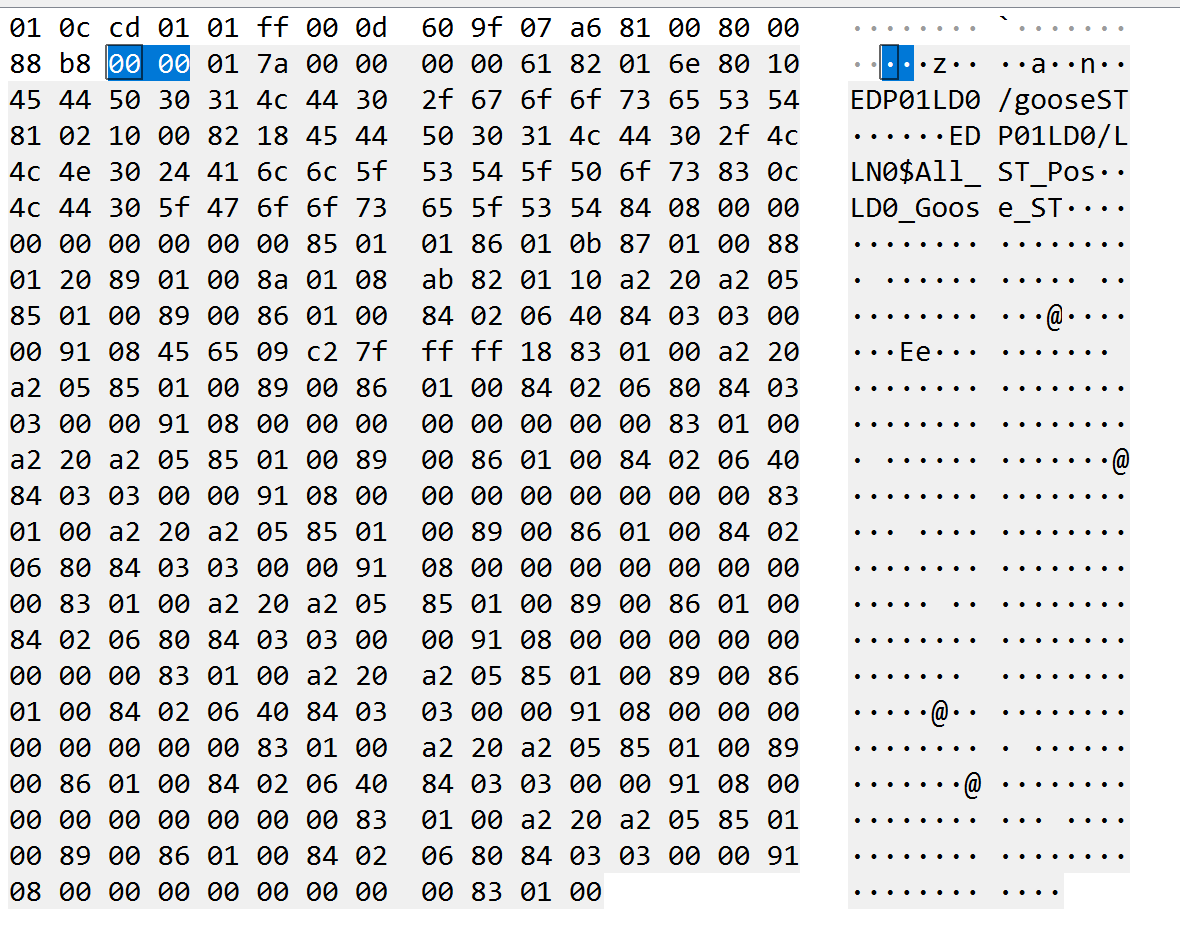 01 0c cd 01 01 ff 00 0d 60 9f 07 a6 81 00 80 00 ········ `·······
88 b8 00 00 01 7a 00 00 00 00 61 82 01 6e 80 10 ·····z·· ··a··n··
45 44 50 30 31 4c 44 30 2f 67 6f 6f 73 65 53 54 EDP01LD0 /gooseST
81 02 10 00 82 18 45 44 50 30 31 4c 44 30 2f 4c ······ED P01LD0/L
4c 4e 30 24 41 6c 6c 5f 53 54 5f 50 6f 73 83 0c LN0$All_ ST_Pos··
4c 44 30 5f 47 6f 6f 73 65 5f 53 54 84 08 00 00 LD0_Goos e_ST····
00 00 00 00 00 00 85 01 01 86 01 0b 87 01 00 88 ········ ········
01 20 89 01 00 8a 01 08 ab 82 01 10 a2 20 a2 05 · ······ ····· ··
85 01 00 89 00 86 01 00 84 02 06 40 84 03 03 00 ········ ···@····
00 91 08 45 65 09 c2 7f ff ff 18 83 01 00 a2 20 ···Ee··· ·······
a2 05 85 01 00 89 00 86 01 00 84 02 06 80 84 03 ········ ········
03 00 00 91 08 00 00 00 00 00 00 00 00 83 01 00 ········ ········
a2 20 a2 05 85 01 00 89 00 86 01 00 84 02 06 40 · ······ ·······@
84 03 03 00 00 91 08 00 00 00 00 00 00 00 00 83 ········ ········
01 00 a2 20 a2 05 85 01 00 89 00 86 01 00 84 02 ··· ···· ········
06 80 84 03 03 00 00 91 08 00 00 00 00 00 00 00 ········ ········
00 83 01 00 a2 20 a2 05 85 01 00 89 00 86 01 00 ····· ·· ········
84 02 06 80 84 03 03 00 00 91 08 00 00 00 00 00 ········ ········
00 00 00 83 01 00 a2 20 a2 05 85 01 00 89 00 86 ······· ········
01 00 84 02 06 40 84 03 03 00 00 91 08 00 00 00 ·····@·· ········
00 00 00 00 00 83 01 00 a2 20 a2 05 85 01 00 89 ········ · ······
00 86 01 00 84 02 06 40 84 03 03 00 00 91 08 00 ·······@ ········
00 00 00 00 00 00 00 83 01 00 a2 20 a2 05 85 01 ········ ··· ····
00 89 00 86 01 00 84 02 06 80 84 03 03 00 00 91 ········ ········
08 00 00 00 00 00 00 00 00 83 01 00 ········ ····